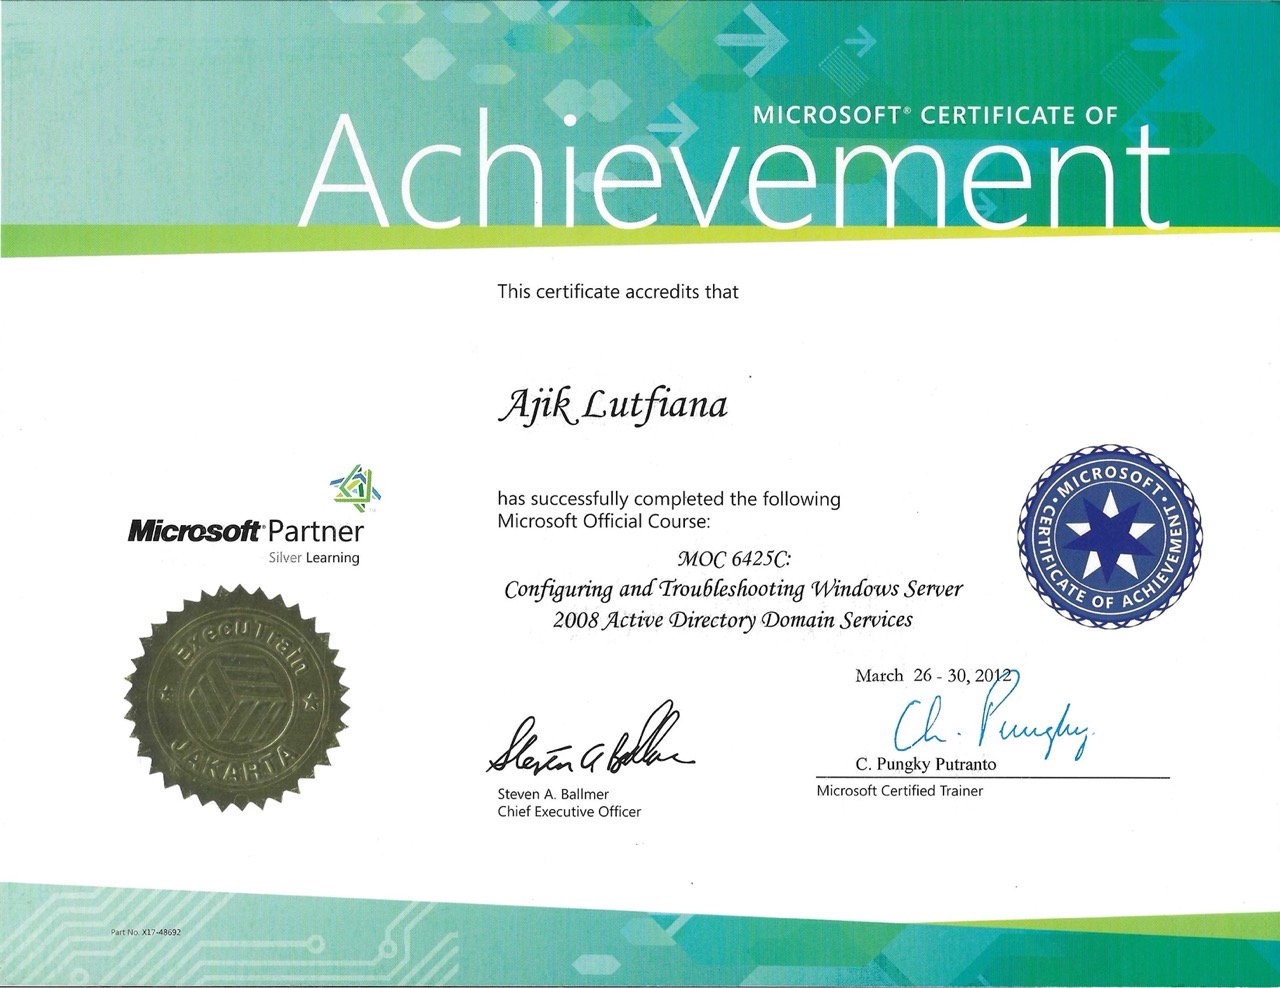 MICROSOFT® CERTIFICATE OF
Achievement
This certificate accredits that
Ajik Lutfiana
has successfully completed the following
Microsoft Official Course:
MOC 6425C:
Configuring and Troubleshooting Windows Server
2008 Active Directory Domain Services
Microsoft® Partner
Silver Learning
ExecuTrain
JAKARTA
MICROSOFT
CERTIFICATE OF ACHIEVEMENT
March 26 - 30, 2012
Steven A Ballmer
Steven A. Ballmer
Chief Executive Officer
Ch. Pungky
C. Pungky Putranto
Microsoft Certified Trainer
Part No. X17-48692